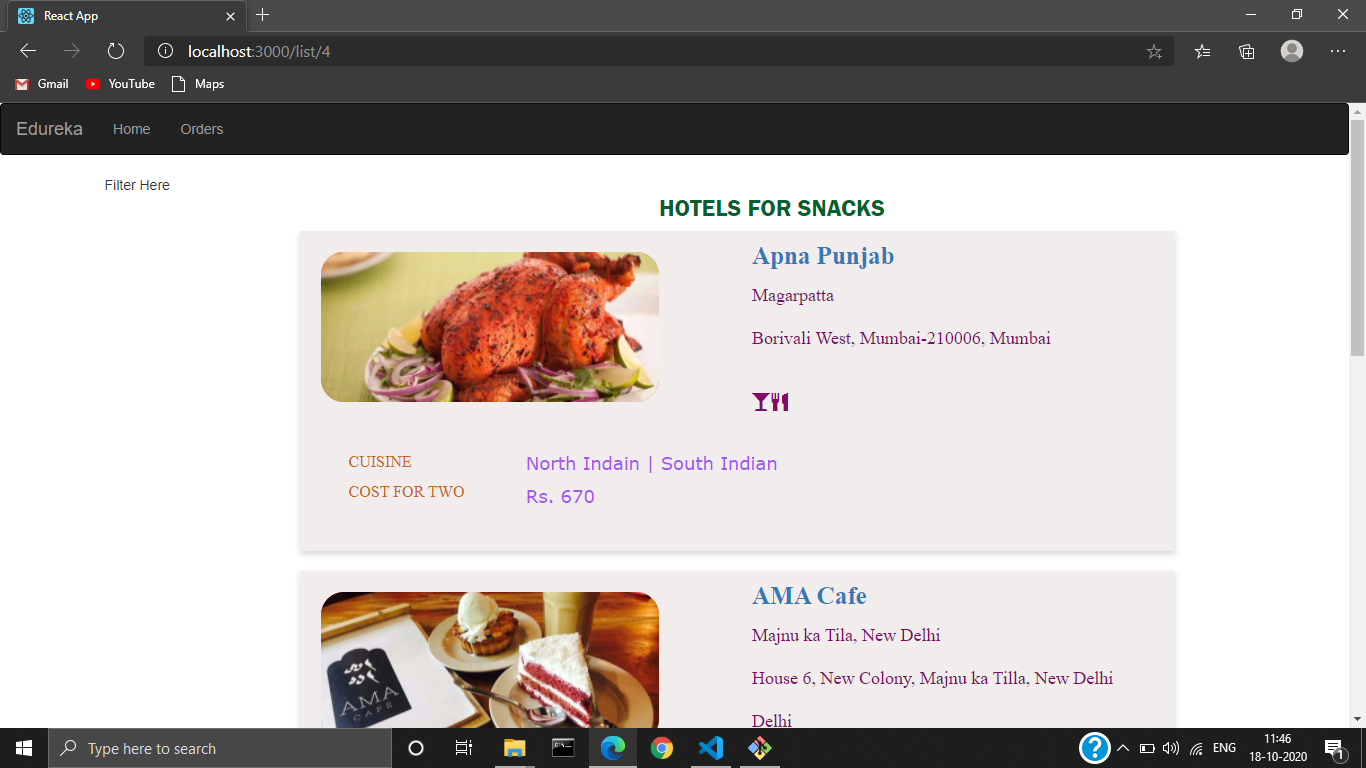 React App
localhost:3000/list/4
Gmail YouTube Maps
Edureka Home Orders
Filter Here
HOTELS FOR SNACKS
Apna Punjab
Magarpatta
Borivali West, Mumbai-210006, Mumbai
CUISINE North Indain | South Indian
COST FOR TWO Rs. 670
AMA Cafe
Majnu ka Tila, New Delhi
House 6, New Colony, Majnu ka Tilla, New Delhi
Delhi
AMA
CAFE
Type here to search
ENG
11:46
18-10-2020
1